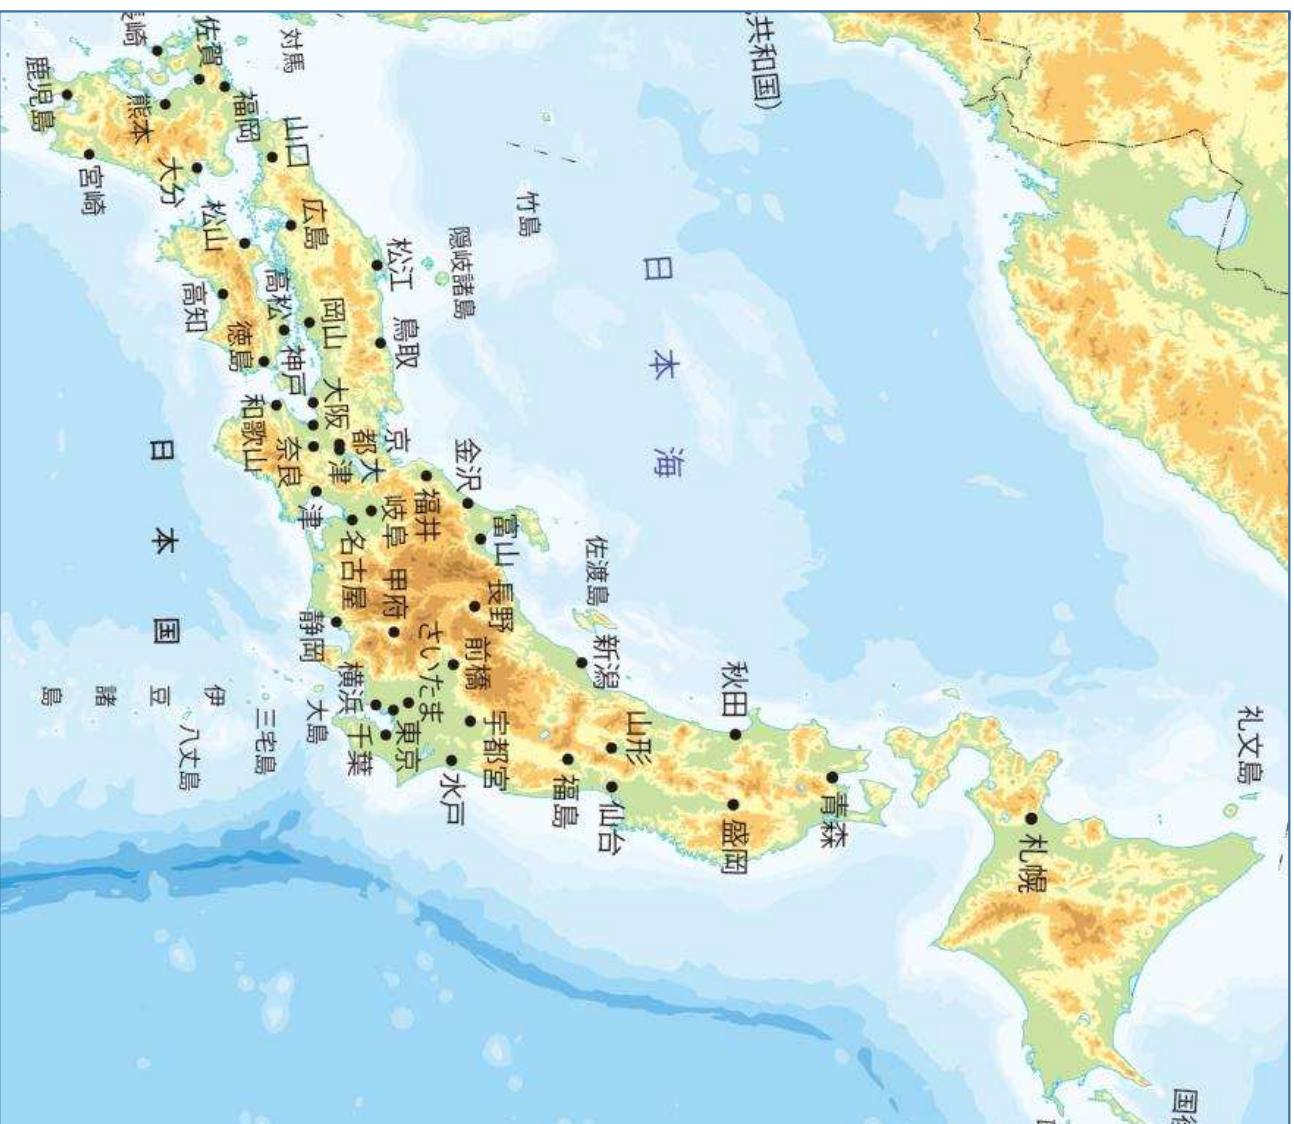 共和国)
日本海
竹島
隠岐諸島
対馬
佐渡島
礼文島
札幌
青森
秋田
盛岡
山形
仙台
新潟
福島
宇都宮
水戸
前橋
さいたま
東京
千葉
横浜
長野
甲府
静岡
富山
金沢
福井
岐阜
名古屋
津
大津
京都
奈良
大阪
和歌山
神戸
鳥取
松江
岡山
広島
山口
高松
徳島
松山
高知
福岡
佐賀
長崎
熊本
大分
宮崎
鹿児島
大島
三宅島
八丈島
伊豆諸島
日本国